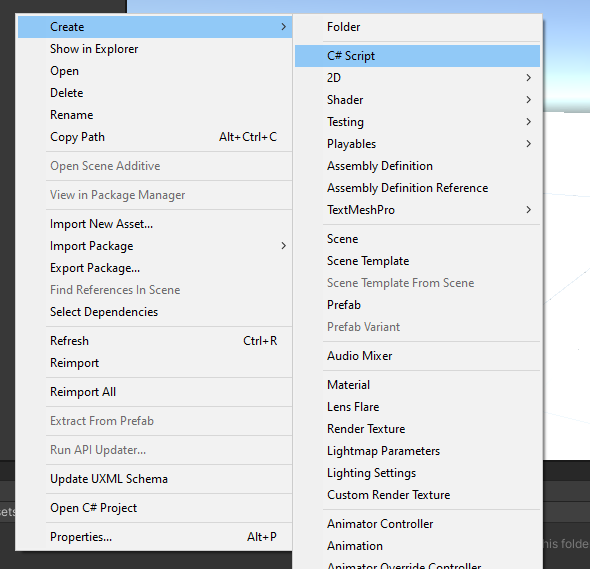 Create
Show in Explorer
Open
Delete
Rename
Copy Path Alt+Ctrl+C
Open Scene Additive
View in Package Manager
Import New Asset...
Import Package
Export Package...
Find References In Scene
Select Dependencies
Refresh Ctrl+R
Reimport
Reimport All
Extract From Prefab
Run API Updater...
Update UXML Schema
Open C# Project
Properties... Alt+P
Folder
C# Script
2D
Shader
Testing
Playables
Assembly Definition
Assembly Definition Reference
TextMeshPro
Scene
Scene Template
Scene Template From Scene
Prefab
Prefab Variant
Audio Mixer
Material
Lens Flare
Render Texture
Lightmap Parameters
Lighting Settings
Custom Render Texture
Animator Controller
Animation
Animator Override Controller